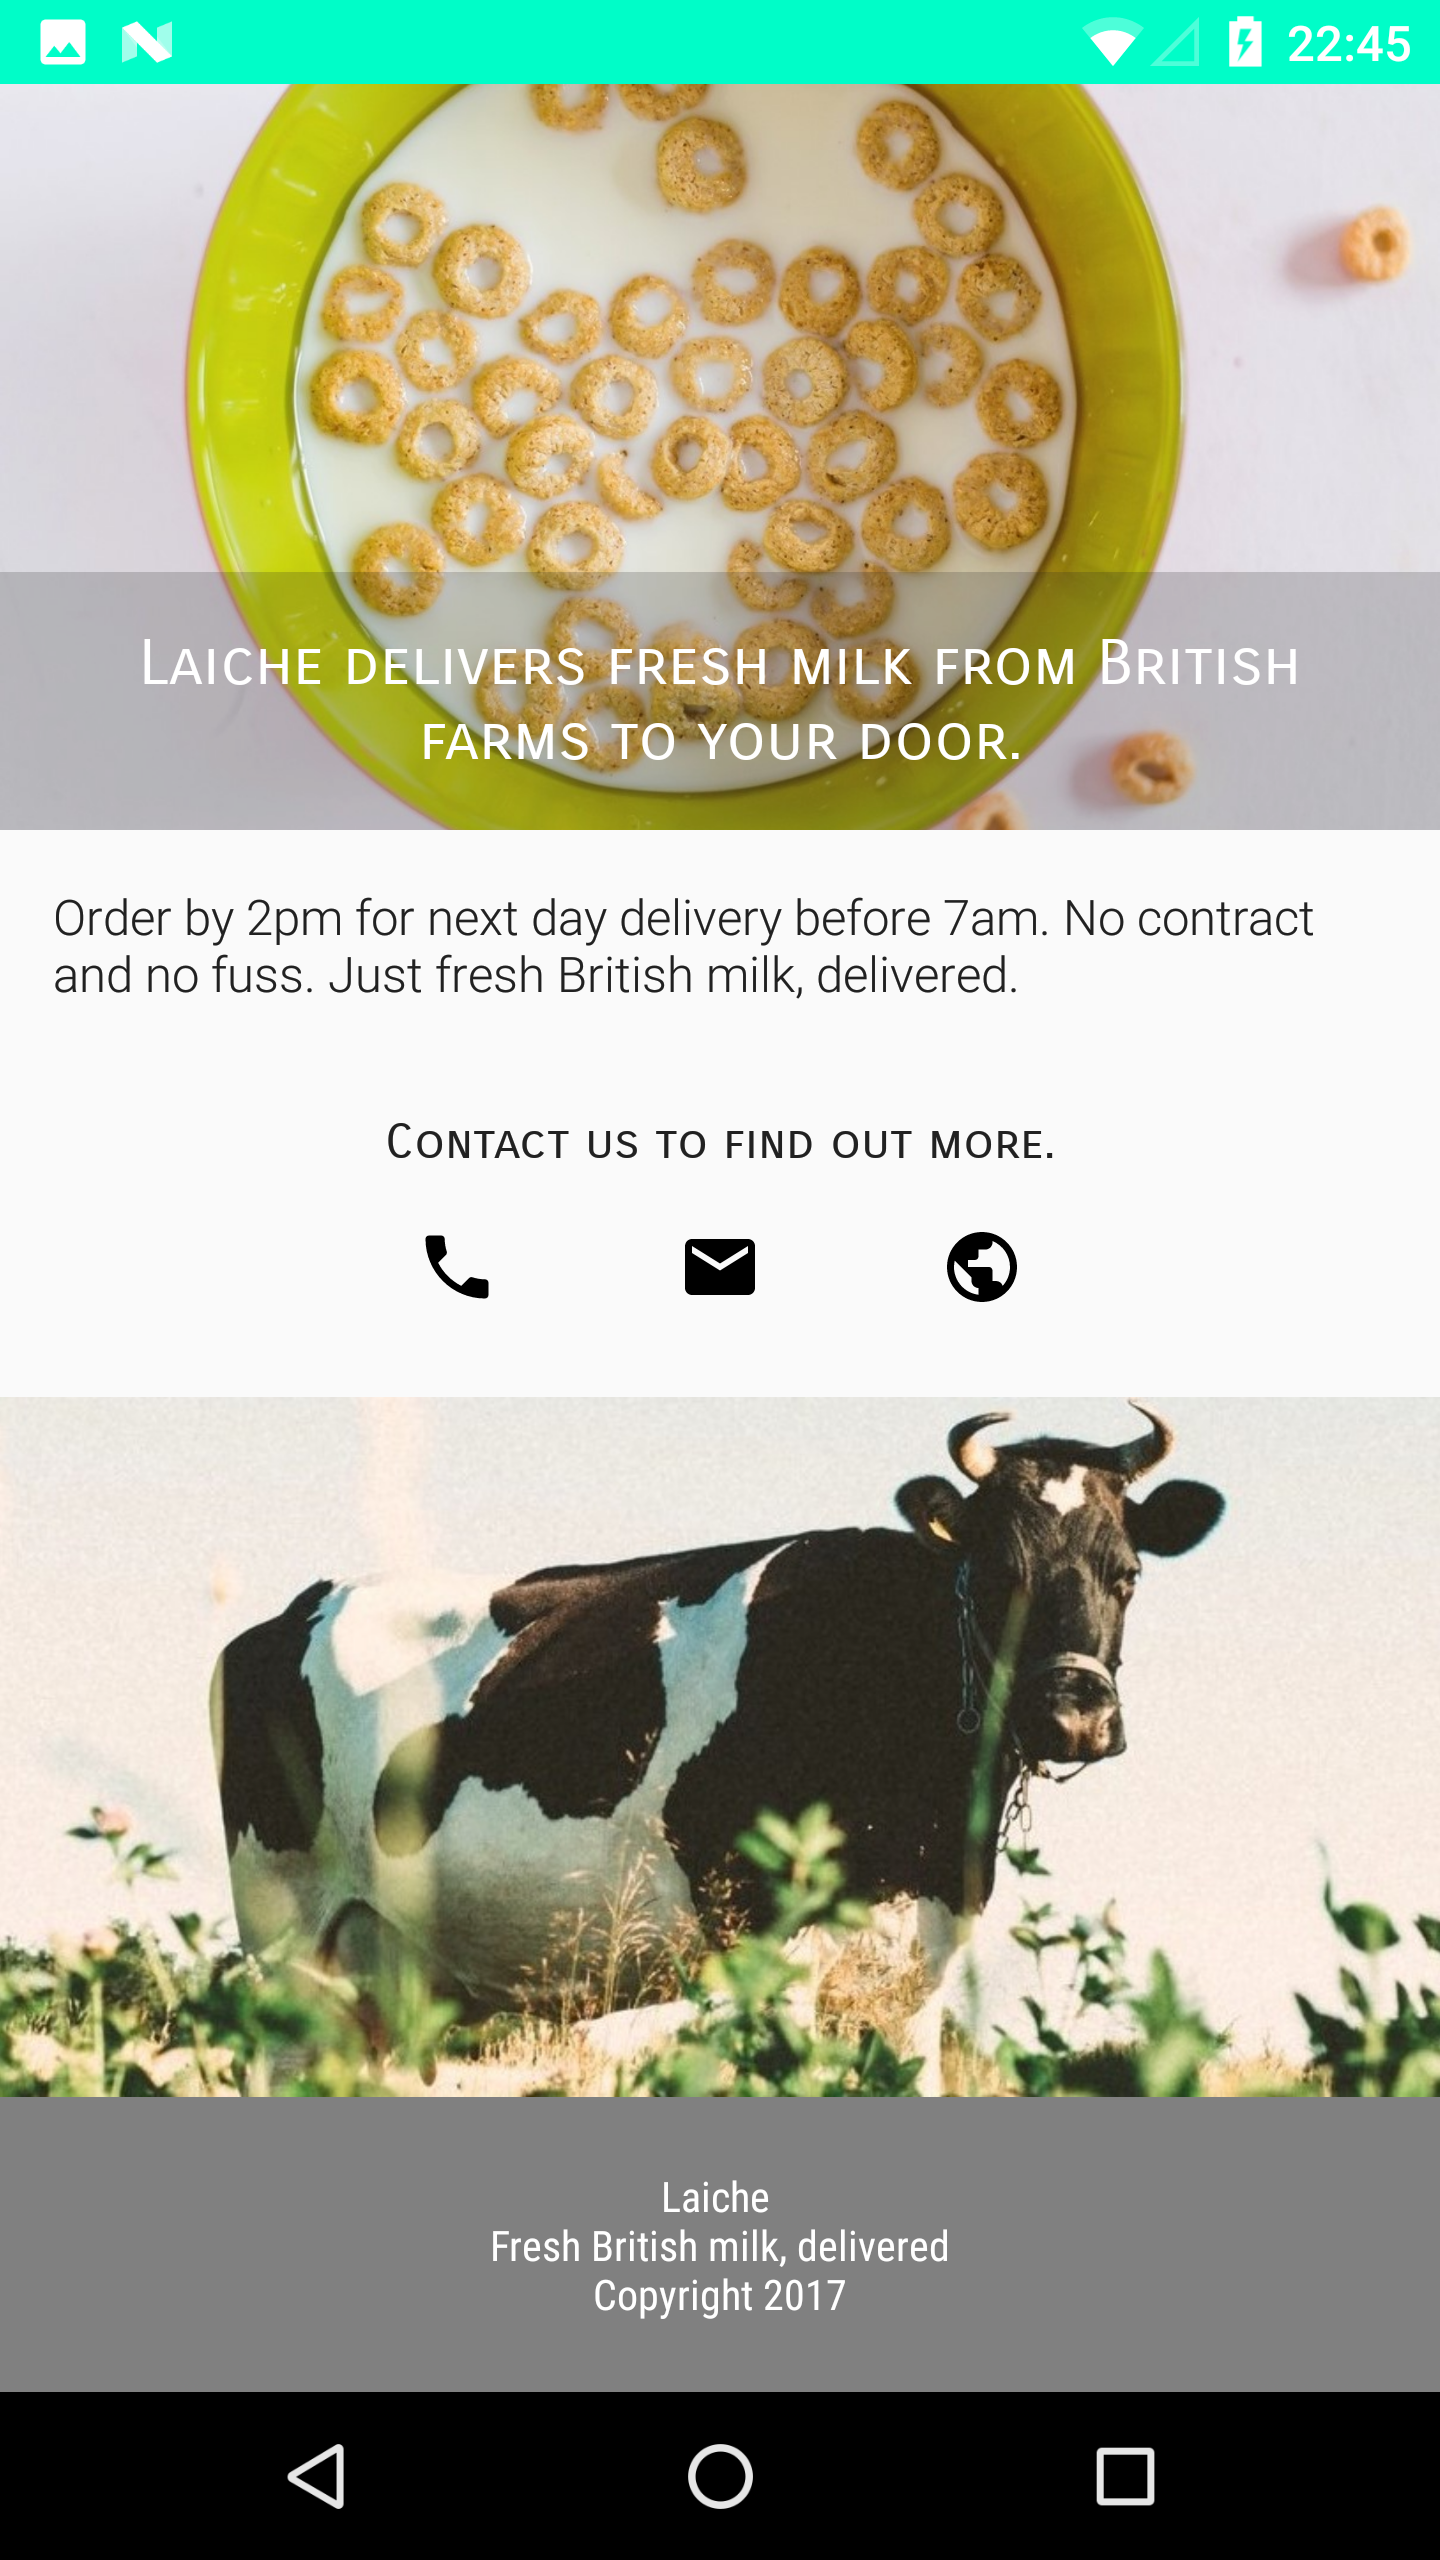 22:45
Laiche delivers fresh milk from British
farms to your door.
Order by 2pm for next day delivery before 7am. No contract
and no fuss. Just fresh British milk, delivered.
Contact us to find out more.
Laiche
Fresh British milk, delivered
Copyright 2017